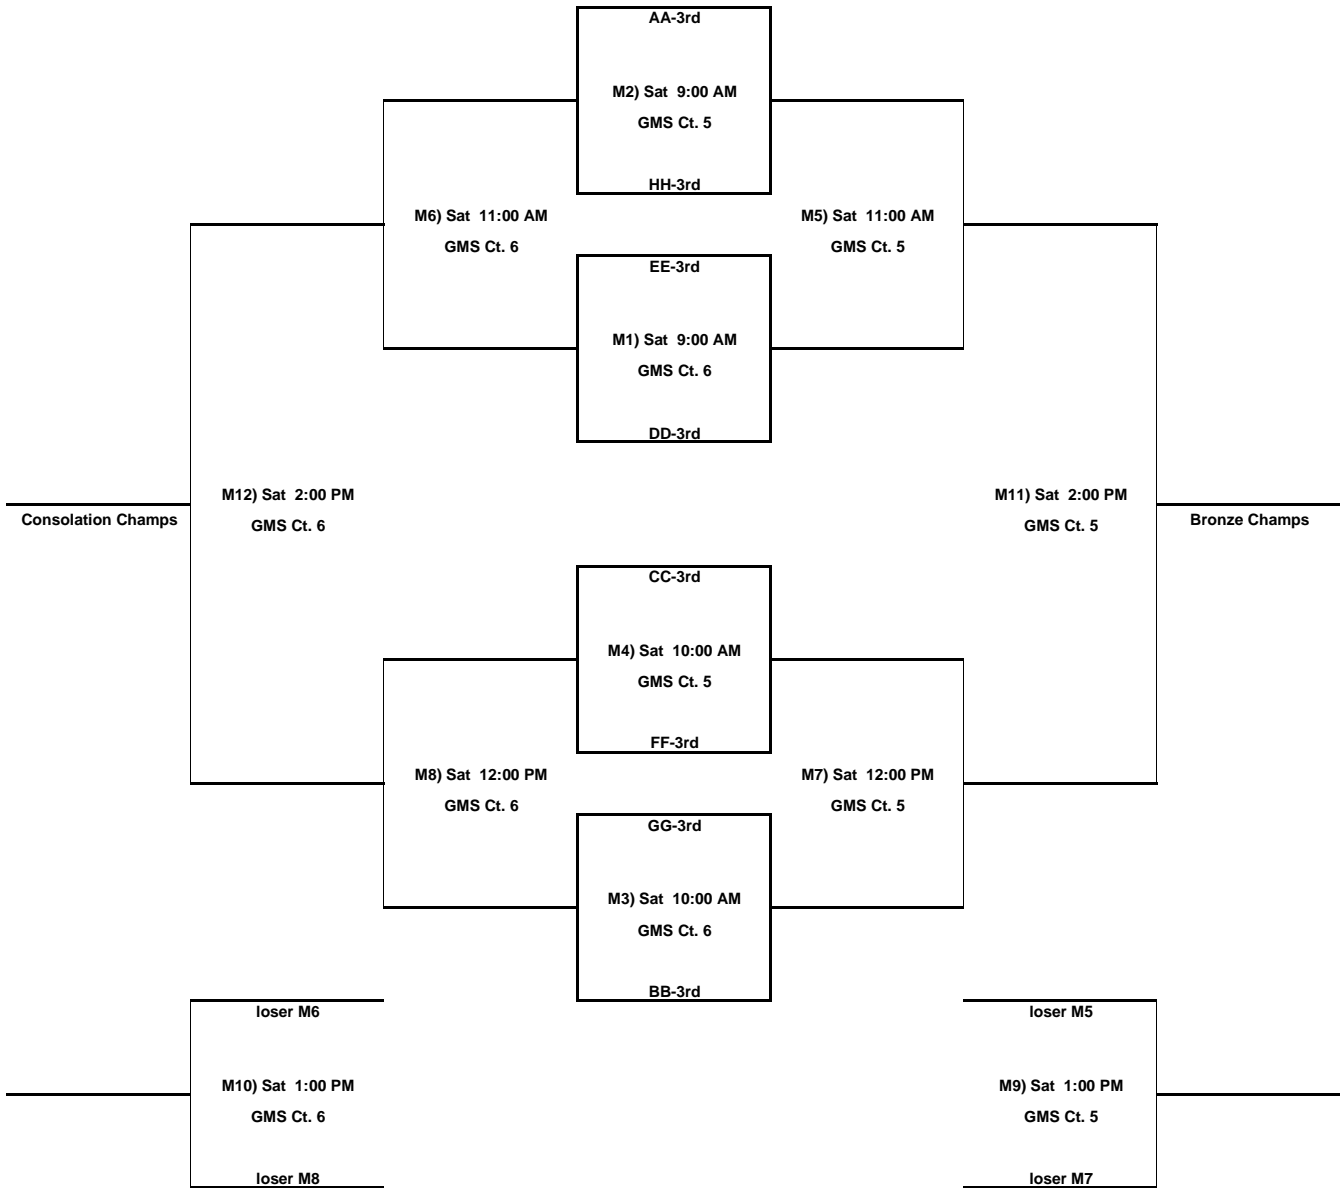 AA-3rd
M2) Sat 9:00 AM
GMS Ct. 5
HH-3rd
M6) Sat 11:00 AM
GMS Ct. 6
M5) Sat 11:00 AM
GMS Ct. 5
EE-3rd
M1) Sat 9:00 AM
GMS Ct. 6
DD-3rd
M12) Sat 2:00 PM
GMS Ct. 6
Consolation Champs
M11) Sat 2:00 PM
GMS Ct. 5
Bronze Champs
CC-3rd
M4) Sat 10:00 AM
GMS Ct. 5
FF-3rd
M8) Sat 12:00 PM
GMS Ct. 6
M7) Sat 12:00 PM
GMS Ct. 5
GG-3rd
M3) Sat 10:00 AM
GMS Ct. 6
BB-3rd
loser M6
M10) Sat 1:00 PM
GMS Ct. 6
loser M8
loser M5
M9) Sat 1:00 PM
GMS Ct. 5
loser M7